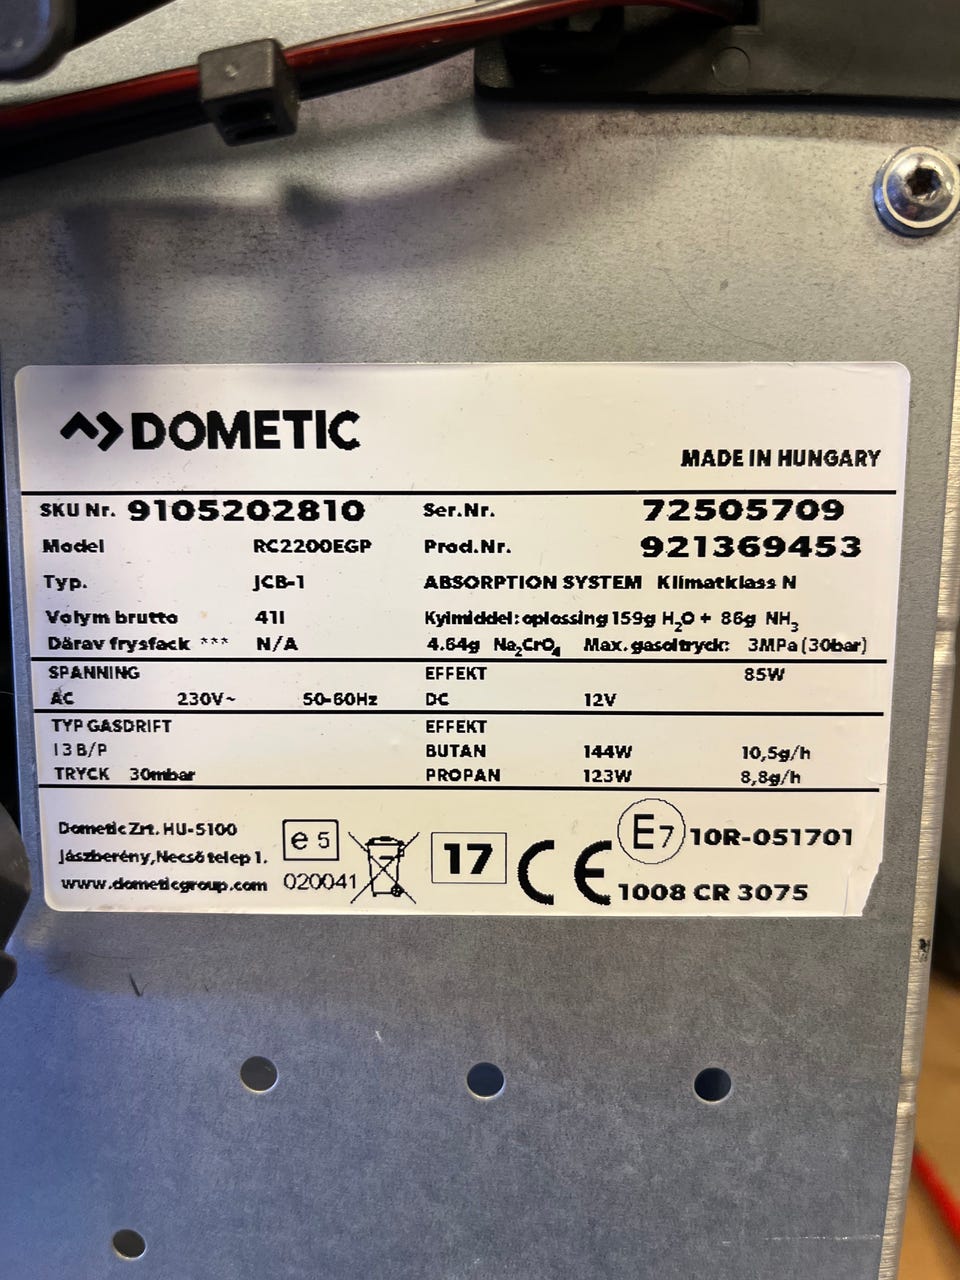 DOMETIC
MADE IN HUNGARY
SKU Nr. 9105202810 Ser.Nr. 72505709
Model RC2200EGP Prod.Nr. 921369453
Typ. JCB-1 ABSORPTION SYSTEM Klimatklass N
Volym brutto 41l Kylmiddel: oplossing 159g H₂O + 86g NH₃
Därav frysfack *** N/A 4.64g Na₂CrO₄ Max. gasoltryck: 3MPa (30bar)
SPANNING EFFEKT 85W
AC 230V~ 50-60Hz DC 12V
TYP GASDRIFT EFFEKT
I 3 B/P BUTAN 144W 10,5g/h
TRYCK 30mbar PROPAN 123W 8,8g/h
Dometic Zrt. HU-5100
Jászberény, Necső telep 1.
www.dometicgroup.com
e5
020041
17
CE
E7 10R-051701
1008 CR 3075